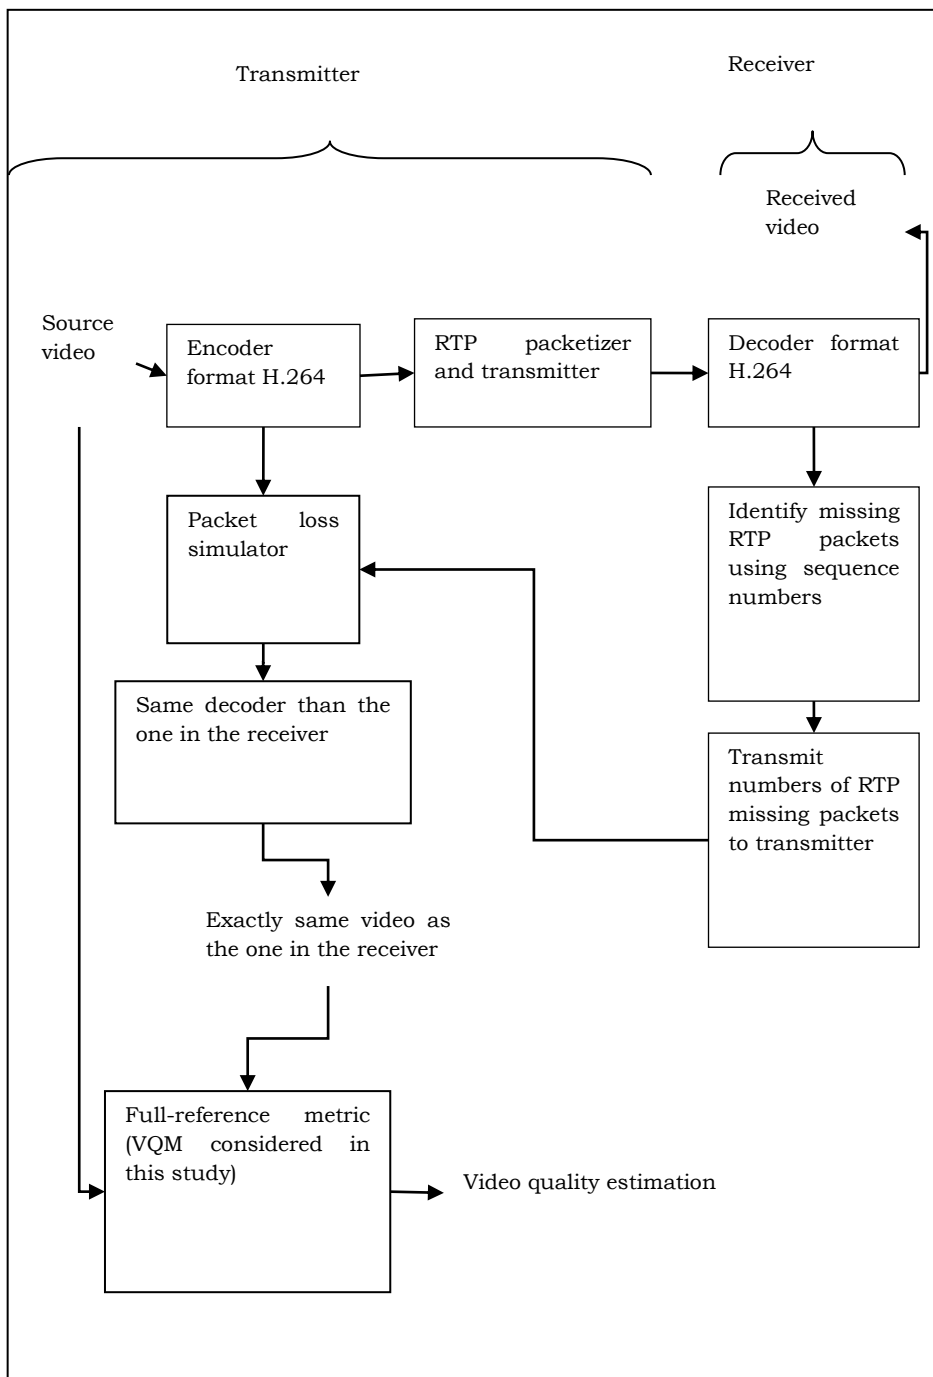 Transmitter
Receiver
Received
video
Source
video
Encoder
format H.264
RTP packetizer
and transmitter
Decoder format
H.264
Packet loss
simulator
Identify missing
RTP packets
using sequence
numbers
Same decoder than the
one in the receiver
Transmit
numbers of RTP
missing packets
to transmitter
Exactly same video as
the one in the receiver
Full-reference metric
(VQM considered in
this study)
Video quality estimation